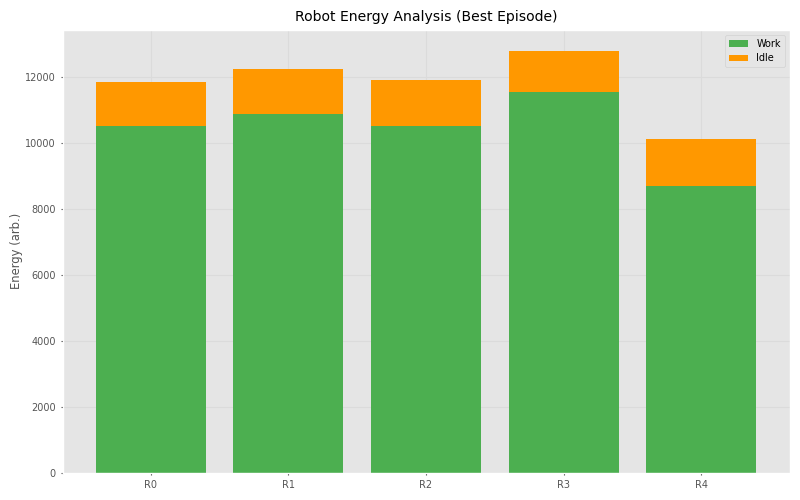 Robot Energy Analysis (Best Episode)
Work
Idle
Energy (arb.)
12000
10000
8000
6000
4000
2000
0
R0 R1 R2 R3 R4